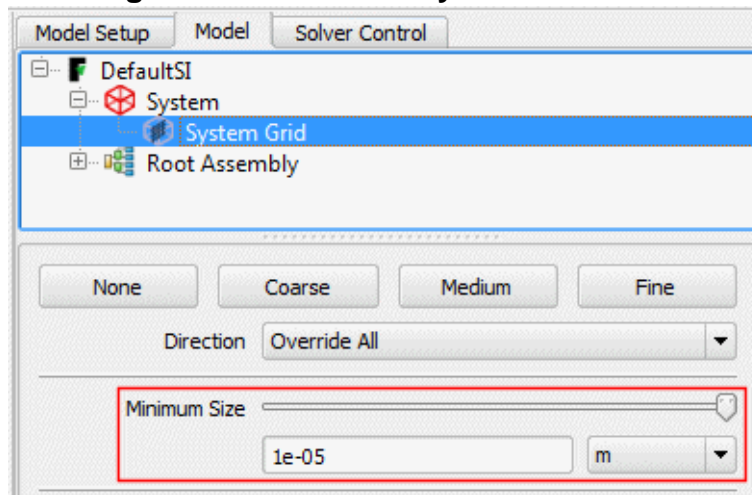 Model Setup Model Solver Control
DefaultSI
System
System Grid
Root Assembly
None Coarse Medium Fine
Direction Override All
Minimum Size
1e-05 m